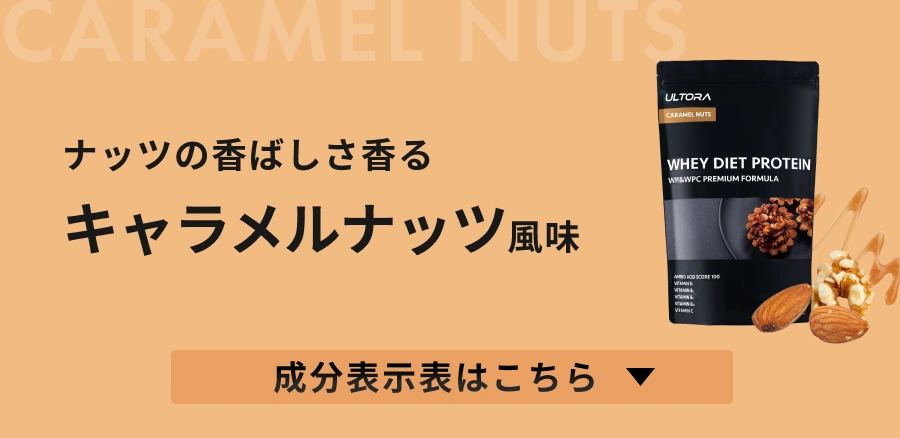 CARAMEL NUTS
ナッツの香ばしさ香る
キャラメルナッツ風味
ULTORA
CARAMEL NUTS
WHEY DIET PROTEIN
WPI&WPC PREMIUM FORMULA
AMINO ACID SCORE 100
VITAMIN C
成分表示表はこちら ▼